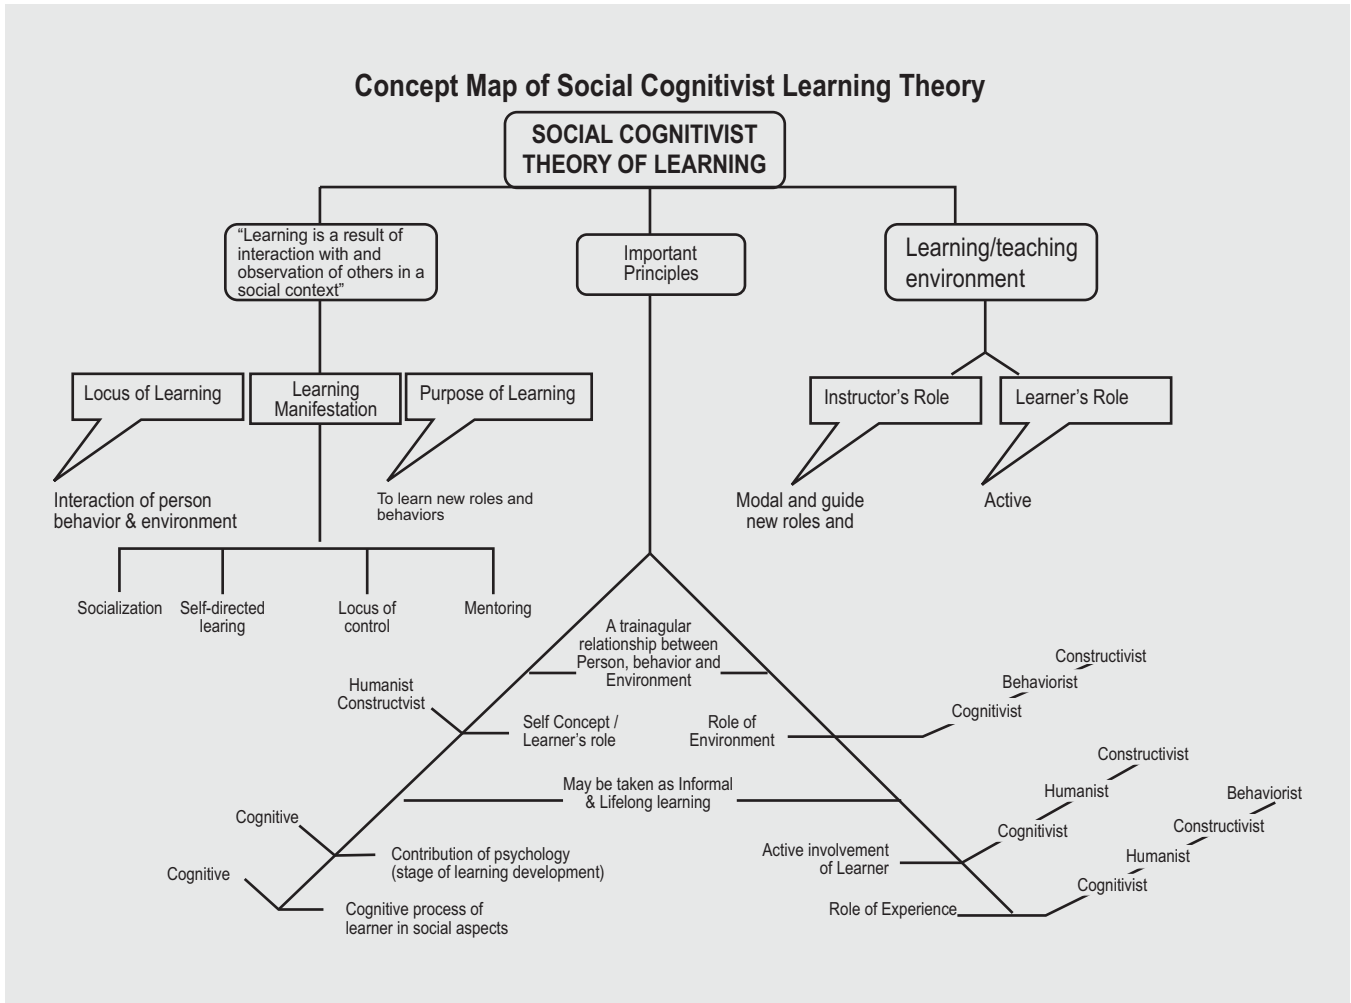 Concept Map of Social Cognitivist Learning Theory
SOCIAL COGNITIVIST
THEORY OF LEARNING
“Learning is a result of
interaction with and
observation of others in a
social context”
Important
Principles
Learning/teaching
environment
Locus of Learning
Learning
Manifestation
Purpose of Learning
Instructor’s Role
Learner’s Role
Interaction of person
behavior & environment
To learn new roles and
behaviors
Modal and guide
new roles and
Active
Socialization
Self-directed
learing
Locus of
control
Mentoring
A trainagular
relationship between
Person, behavior and
Environment
Humanist
Constructvist
Self Concept /
Learner’s role
Role of
Environment
Constructivist
Behaviorist
Cognitivist
May be taken as Informal
& Lifelong learning
Cognitive
Contribution of psychology
(stage of learning development)
Active involvement
of Learner
Constructivist
Humanist
Cognitivist
Cognitive
Cognitive process of
learner in social aspects
Role of Experience
Behaviorist
Constructivist
Humanist
Cognitivist